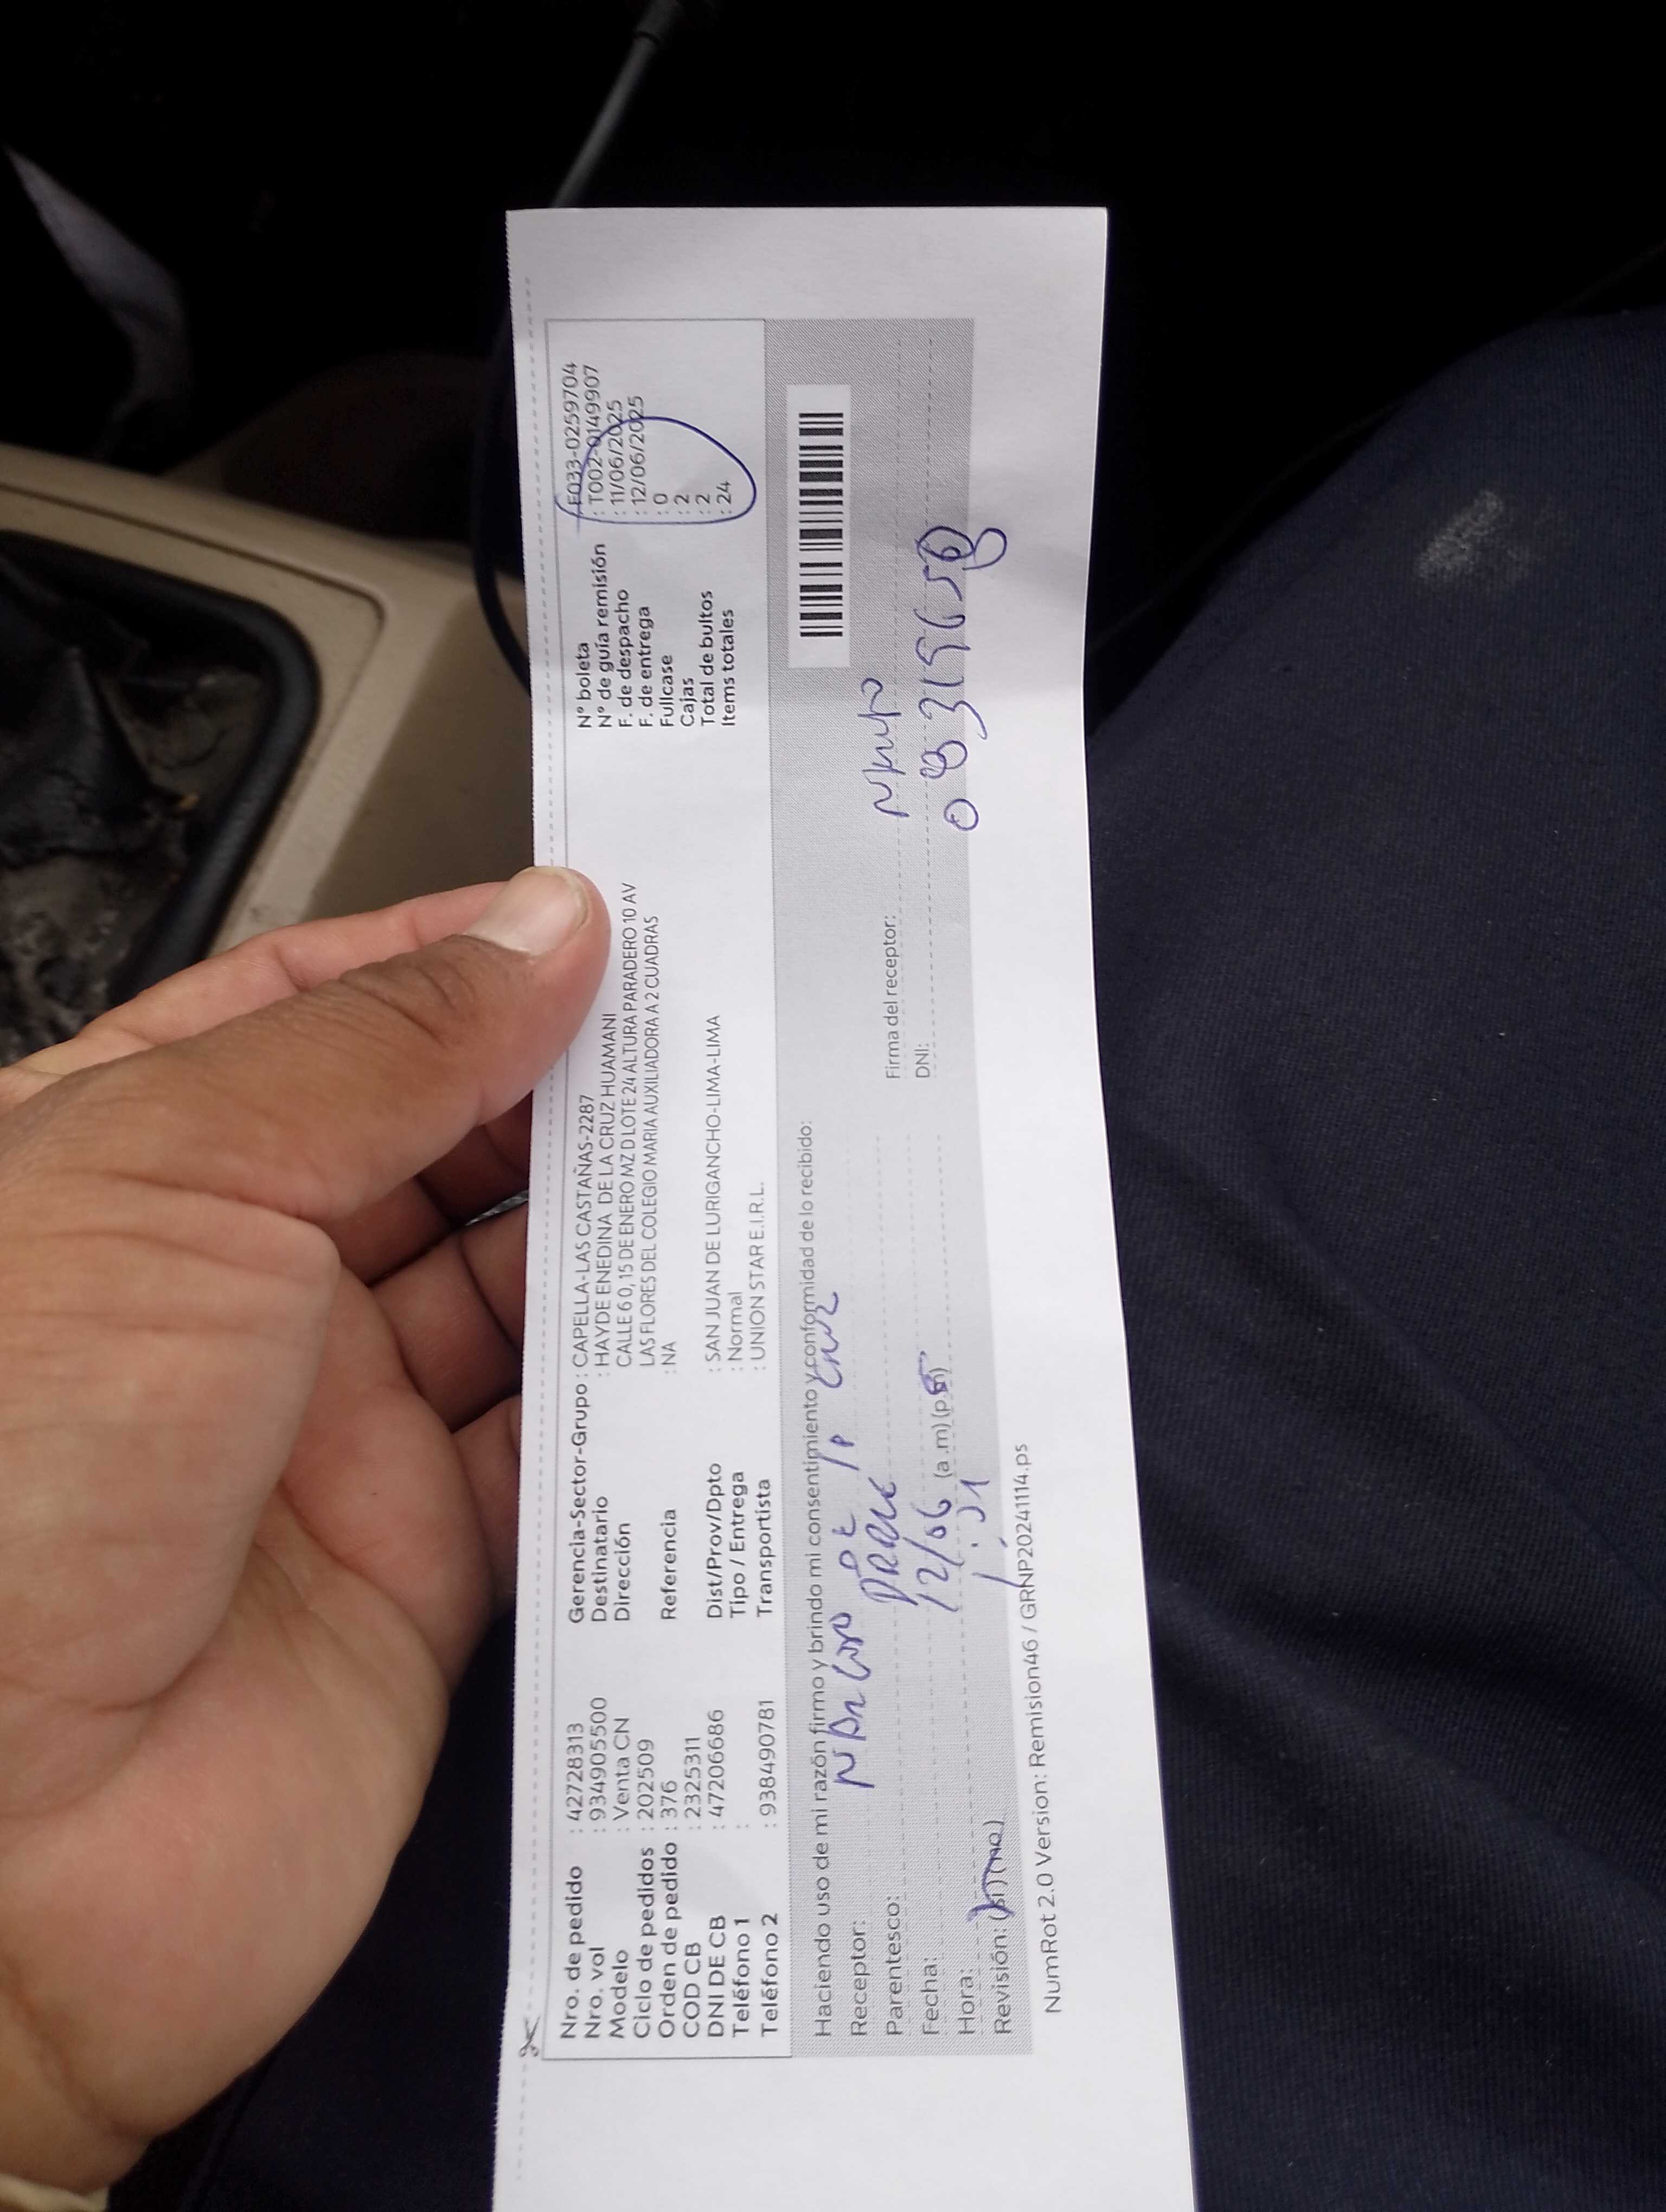 Nro. de pedido : 42728313
Nro. vol : 934905500
Modelo : Venta CN
Ciclo de pedidos : 202509
Orden de pedido : 376
COD CB : 2325311
DNI DE CB : 47206686
Teléfono 1 :
Teléfono 2 : 938490781
Gerencia-Sector-Grupo : CAPELLA-LAS CASTAÑAS-2287
Destinatario : HAYDE ENEDINA DE LA CRUZ HUAMANI
Dirección CALLE 6 0, 15 DE ENERO MZ D LOTE 24 ALTURA PARADERO 10 AV
LAS FLORES DEL COLEGIO MARIA AUXILIADORA A 2 CUADRAS
Referencia : NA
Dist/Prov/Dpto : SAN JUAN DE LURIGANCHO-LIMA-LIMA
Tipo / Entrega : Normal
Transportista : UNION STAR E.I.R.L.
N° boleta : E033-0259704
N° de guía remisión : T002-0149907
F. de despacho : 11/06/2025
F. de entrega : 12/06/2025
Fullcase : 0
Cajas : 2
Total de bultos : 2
Items totales : 24
Haciendo uso de mi razón firmo y brindo mi consentimiento y conformidad de lo recibido:
Receptor: DE LA CRUZ
Parentesco: PADRE
Fecha: 12/06
Hora: (a.m) (p.m)
Revisión: (si) (no)
Firma del receptor:
DNI:
NumRot 2.0 Version: Remision46 / GRNP20241114.ps